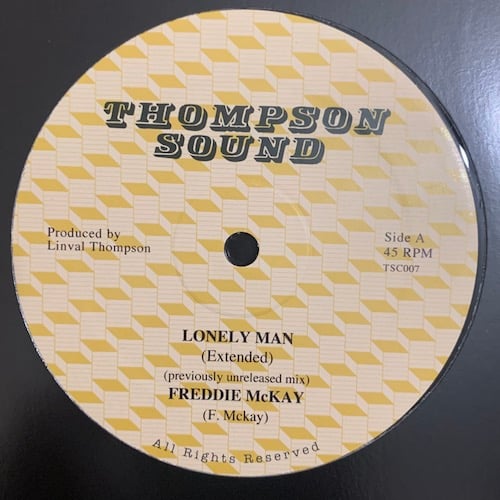 THOMPSON
SOUND
Produced by
Linval Thompson
Side A
45 RPM
TSC007
LONELY MAN
(Extended)
(previously unreleased mix)
FREDDIE McKAY
(F. Mckay)
All Rights Reserved